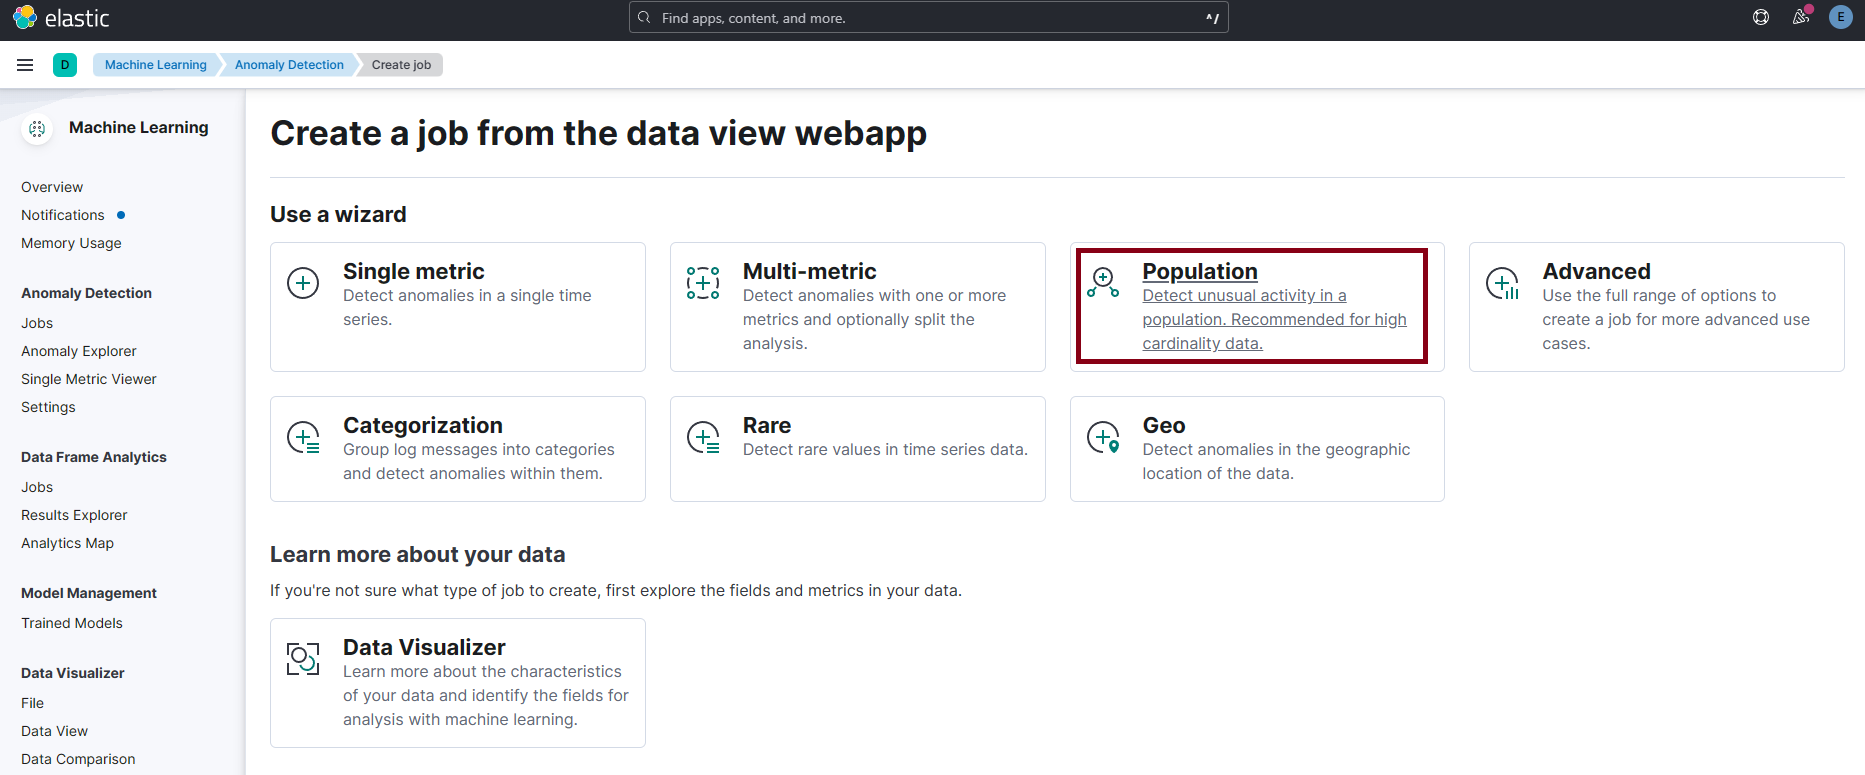 elastic
Find apps, content, and more.
^/
E
D
Machine Learning
Anomaly Detection
Create job
Machine Learning
Overview
Notifications
Memory Usage
Anomaly Detection
Jobs
Anomaly Explorer
Single Metric Viewer
Settings
Data Frame Analytics
Jobs
Results Explorer
Analytics Map
Model Management
Trained Models
Data Visualizer
File
Data View
Data Comparison
Create a job from the data view webapp
Use a wizard
Single metric
Detect anomalies in a single time
series.
Multi-metric
Detect anomalies with one or more
metrics and optionally split the
analysis.
Population
Detect unusual activity in a
population. Recommended for high
cardinality data.
Advanced
Use the full range of options to
create a job for more advanced use
cases.
Categorization
Group log messages into categories
and detect anomalies within them.
Rare
Detect rare values in time series data.
Geo
Detect anomalies in the geographic
location of the data.
Learn more about your data
If you're not sure what type of job to create, first explore the fields and metrics in your data.
Data Visualizer
Learn more about the characteristics
of your data and identify the fields for
analysis with machine learning.